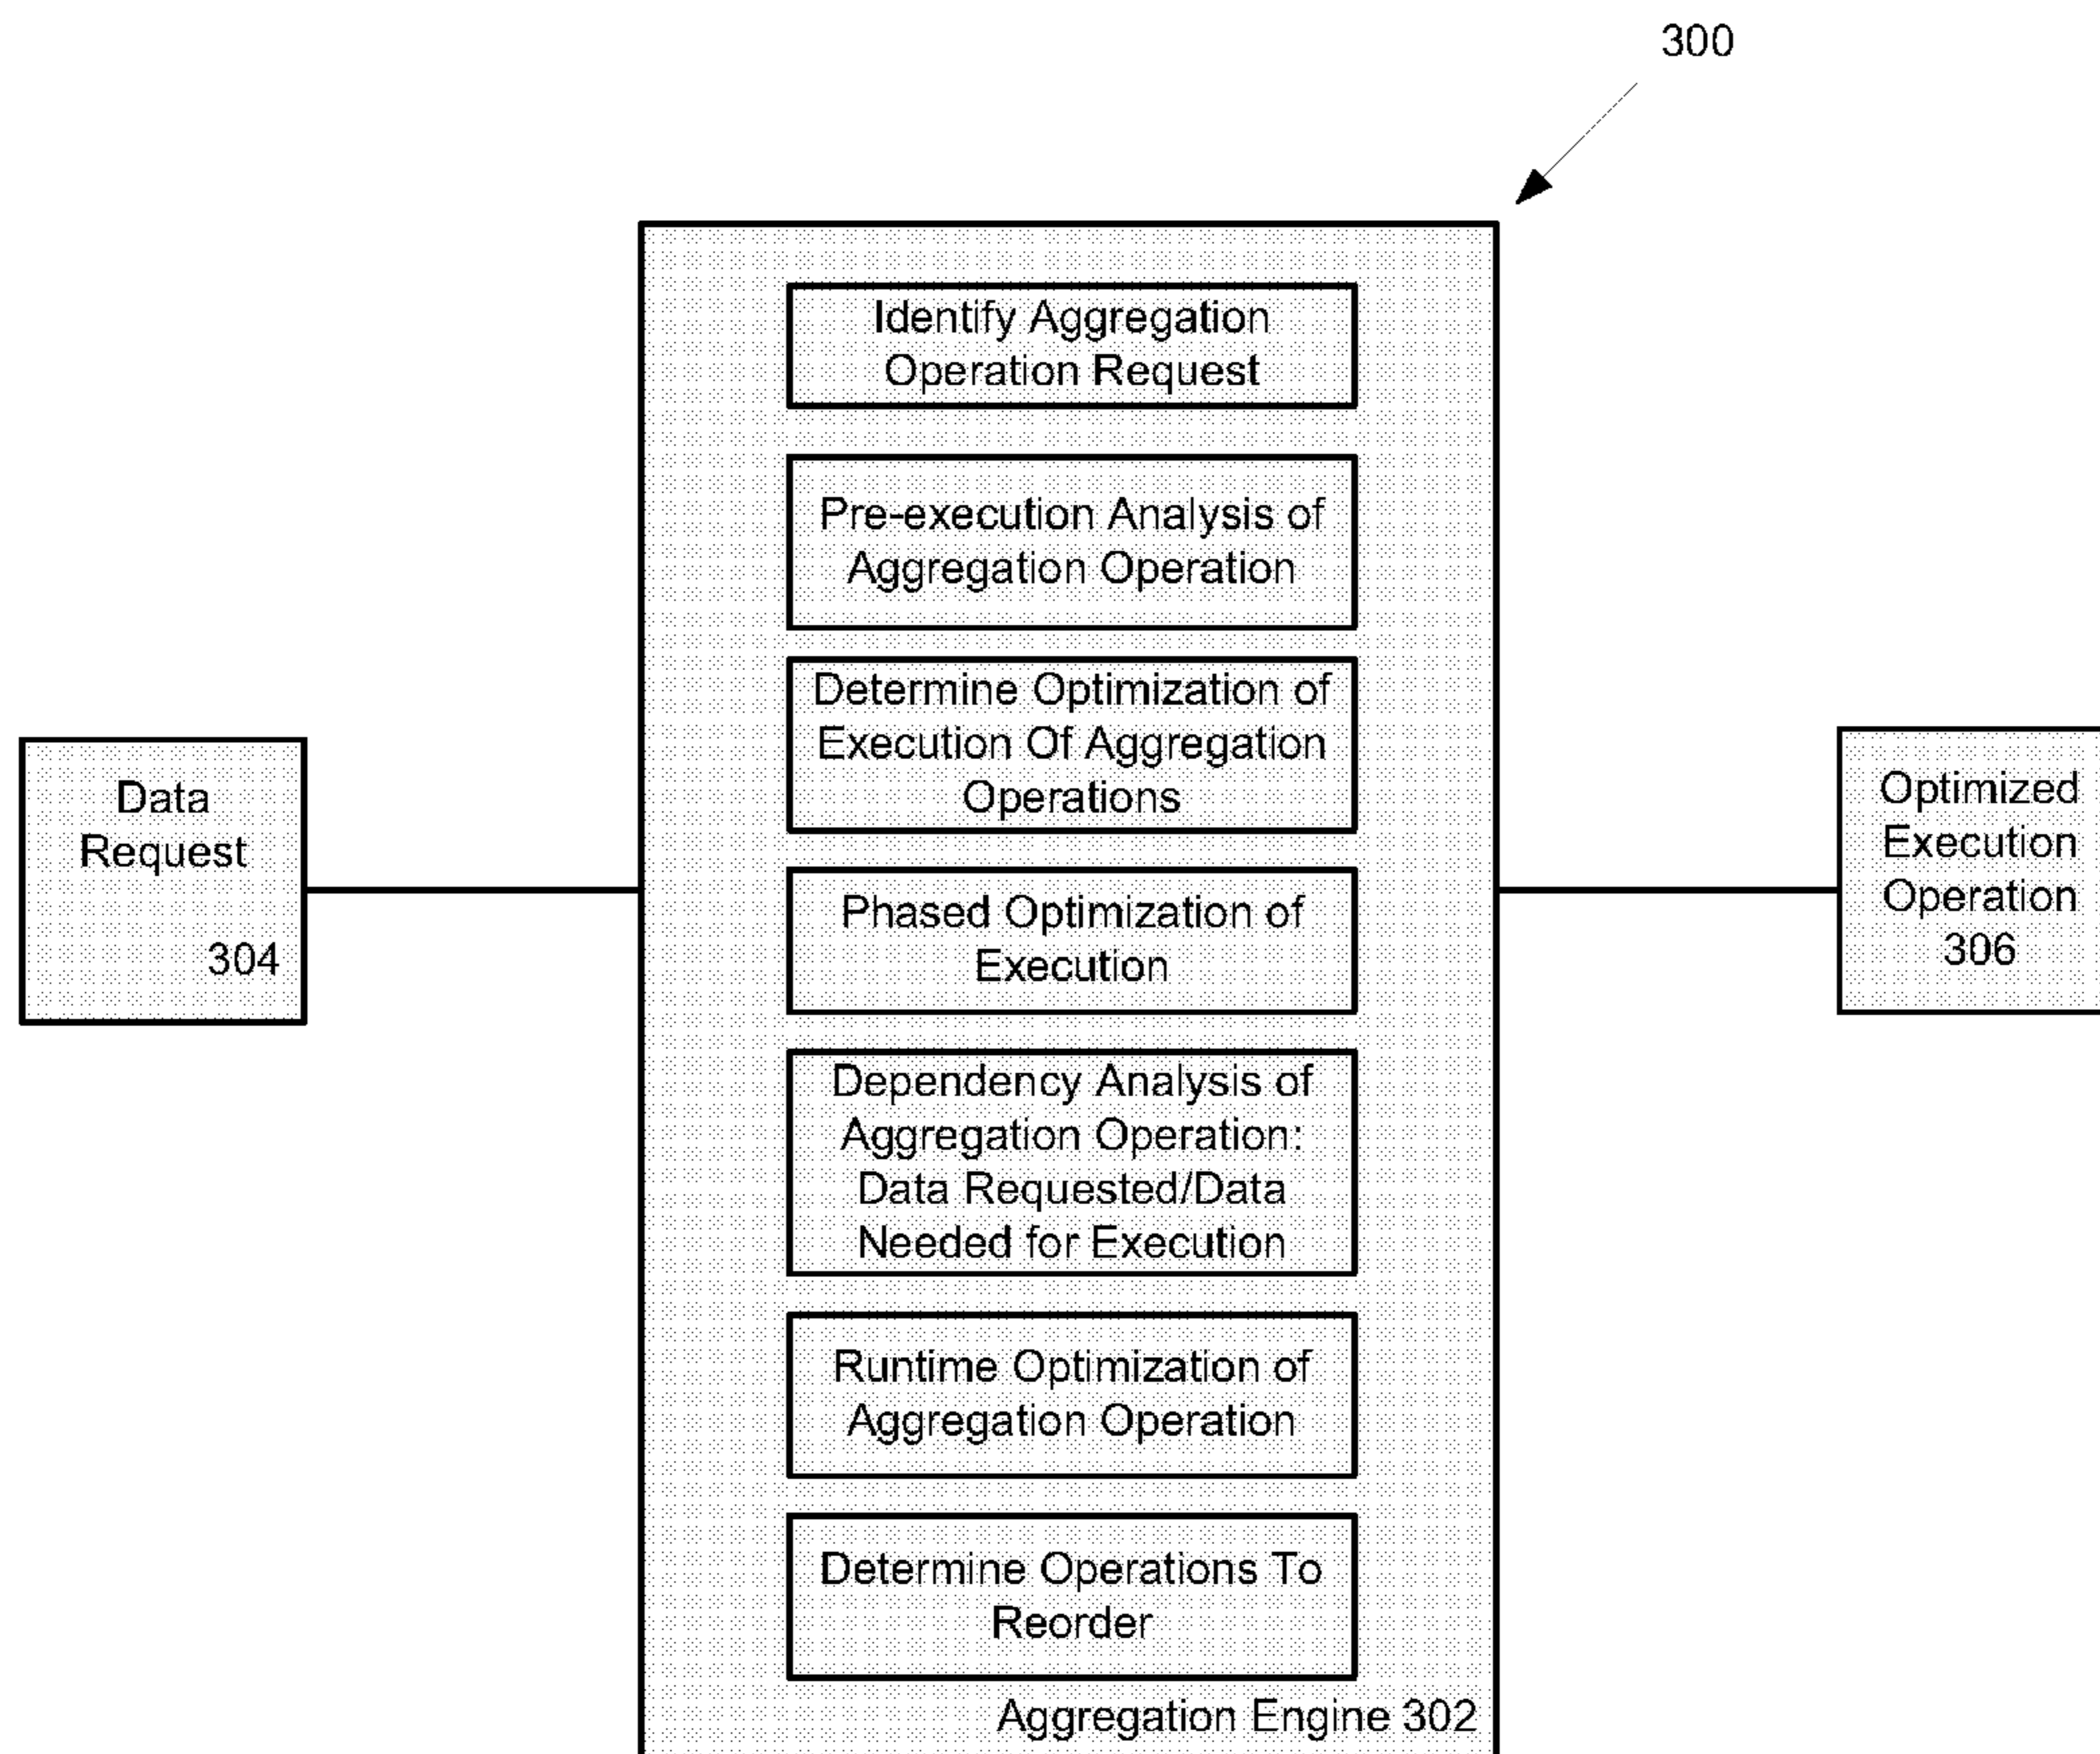 300
Identify Aggregation
Operation Request
Pre-execution Analysis of
Aggregation Operation
Determine Optimization of
Execution Of Aggregation
Operations
Phased Optimization of
Execution
Dependency Analysis of
Aggregation Operation:
Data Requested/Data
Needed for Execution
Runtime Optimization of
Aggregation Operation
Determine Operations To
Reorder
Aggregation Engine 302
Data
Request
304
Optimized
Execution
Operation
306